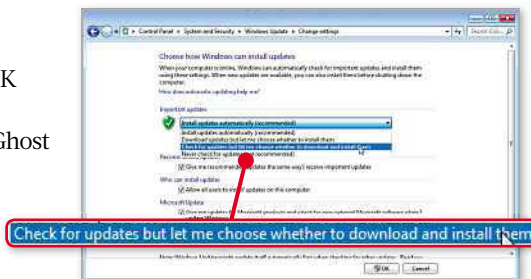 Control Panel ▸ System and Security ▸ Windows Update ▸ Change settings
Choose how Windows can install updates
When your computer is online, Windows can automatically check for important updates and install them
using these settings. When new updates are available, you can also install them before shutting down the
computer.
How does automatic updating help me?
K
Important updates
Install updates automatically (recommended)
Ghost
Install updates automatically (recommended)
Download updates but let me choose whether to install them
Check for updates but let me choose whether to download and install them
Never check for updates (not recommended)
Give me recommended updates the same way I receive important updates
Who can install updates
Allow all users to install updates on this computer
Microsoft Update
Check for updates but let me choose whether to download and install them
OK
Cancel